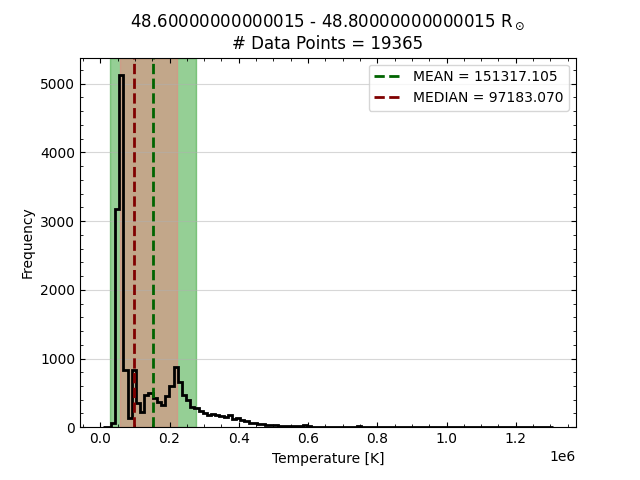 48.60000000000015 - 48.80000000000015 R⊙
# Data Points = 19365
MEAN = 151317.105
MEDIAN = 97183.070
Frequency
5000
4000
3000
2000
1000
0
0.0 0.2 0.4 0.6 0.8 1.0 1.2
1e6
Temperature [K]